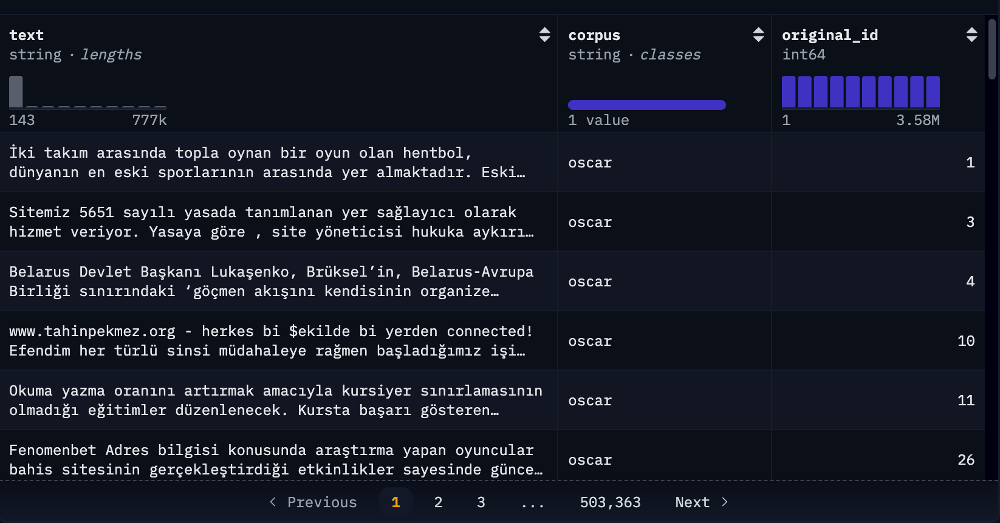 text
string · lengths
143 777k
corpus
string · classes
1 value
original_id
int64
1 3.58M
İki takım arasında topla oynan bir oyun olan hentbol,
dünyanın en eski sporlarının arasında yer almaktadır. Eski…
oscar
1
Sitemiz 5651 sayılı yasada tanımlanan yer sağlayıcı olarak
hizmet veriyor. Yasaya göre , site yöneticisi hukuka aykırı…
oscar
3
Belarus Devlet Başkanı Lukaşenko, Brüksel’in, Belarus-Avrupa
Birliği sınırındaki ‘göçmen akışını kendisinin organize…
oscar
4
www.tahinpekmez.org - herkes bi $ekilde bi yerden connected!
Efendim her türlü sinsi müdahaleye rağmen başladığımız işi…
oscar
10
Okuma yazma oranını artırmak amacıyla kursiyer sınırlamasının
olmadığı eğitimler düzenlenecek. Kursta başarı gösteren…
oscar
11
Fenomenbet Adres bilgisi konusunda araştırma yapan oyuncular
bahis sitesinin gerçekleştirdiği etkinlikler sayesinde günce…
oscar
26
< Previous 1 2 3 ... 503,363 Next >